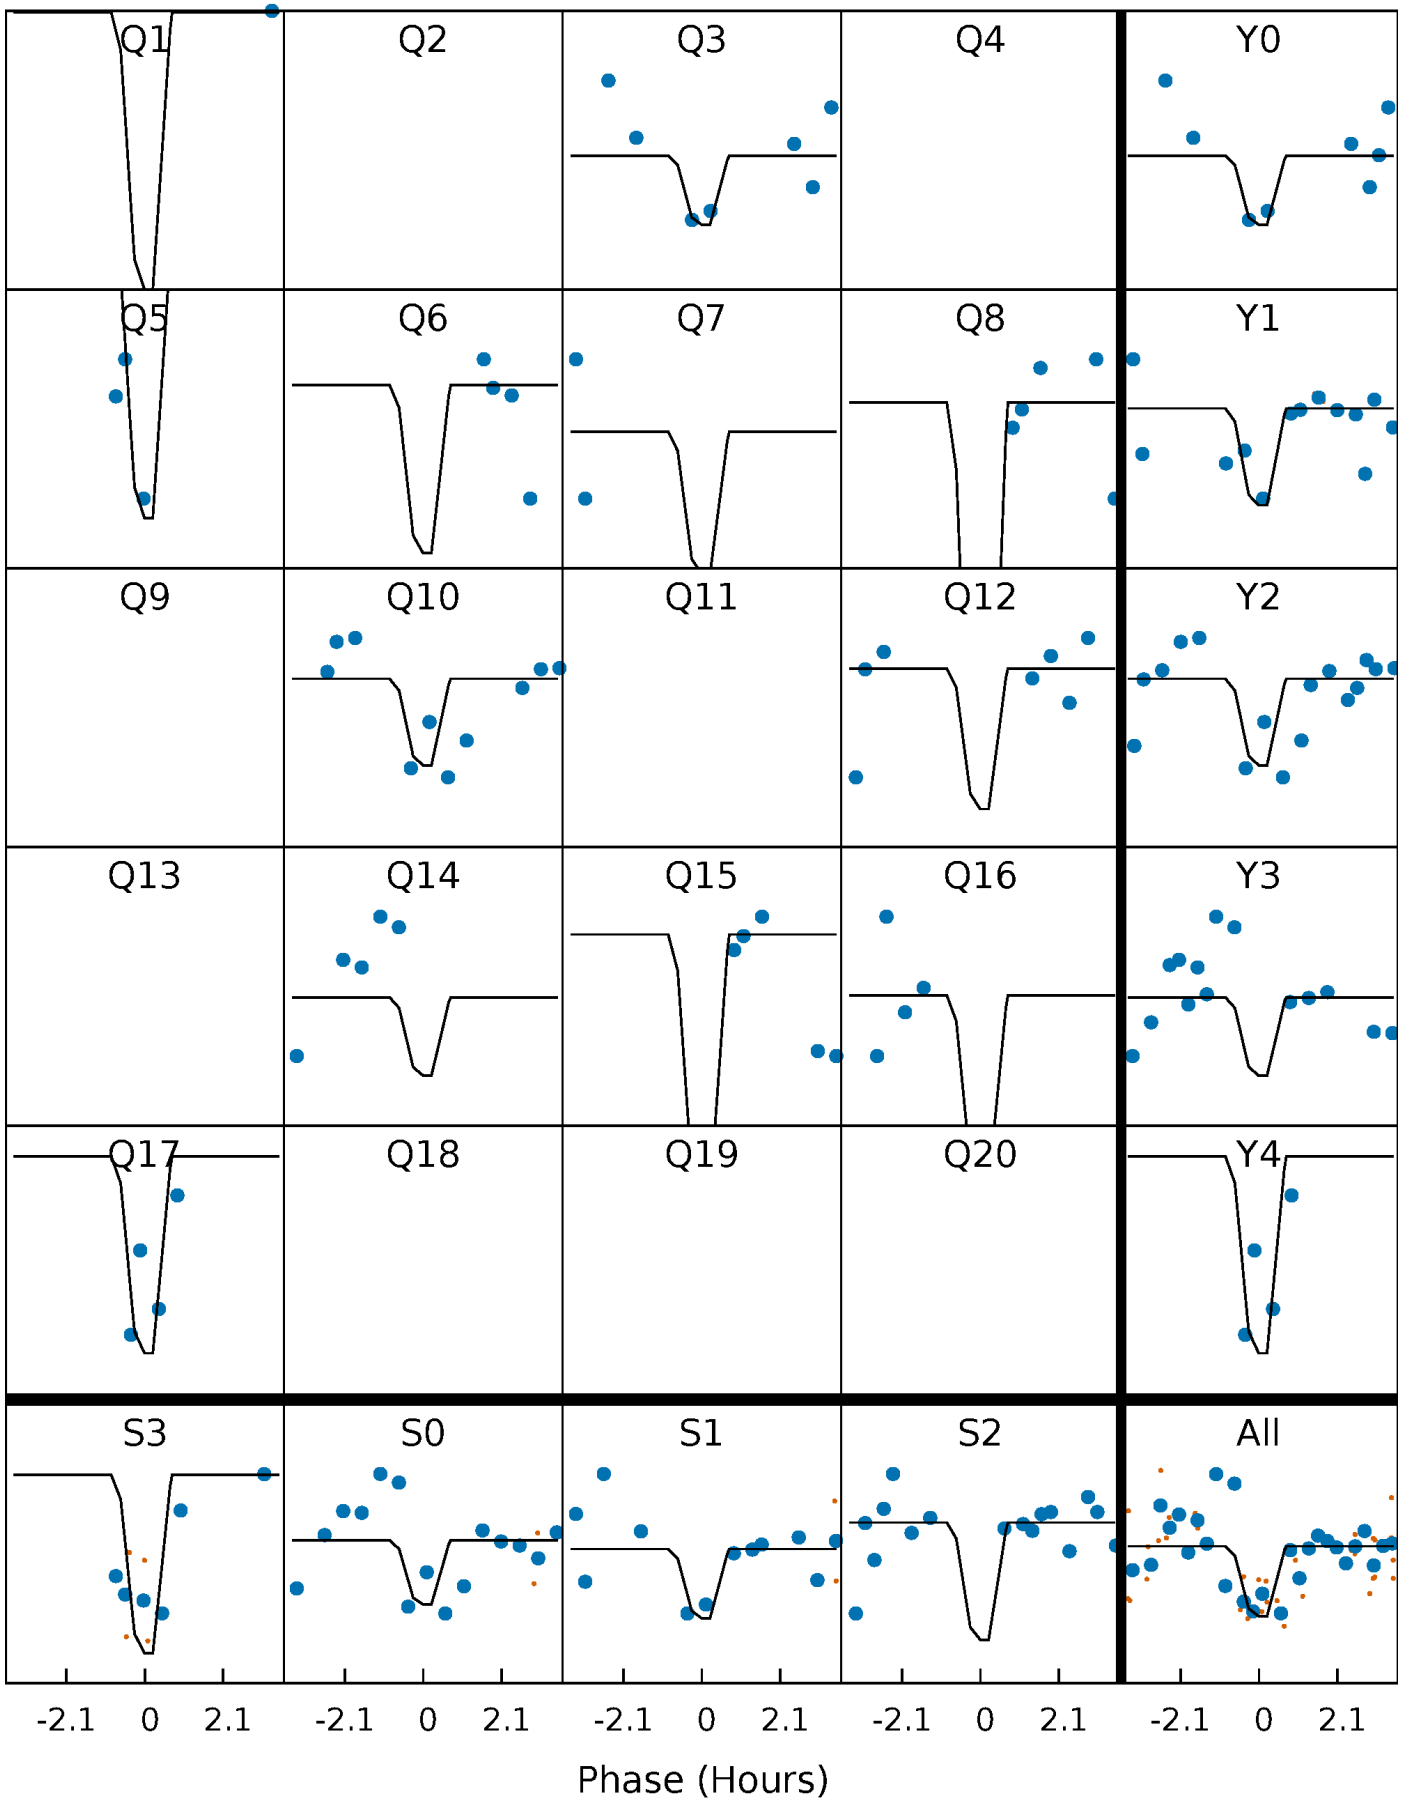 Q1 Q2 Q3 Q4 Y0
Q5 Q6 Q7 Q8 Y1
Q9 Q10 Q11 Q12 Y2
Q13 Q14 Q15 Q16 Y3
Q17 Q18 Q19 Q20 Y4
S3 S0 S1 S2 All
-2.1 0 2.1 -2.1 0 2.1 -2.1 0 2.1 -2.1 0 2.1 -2.1 0 2.1
Phase (Hours)